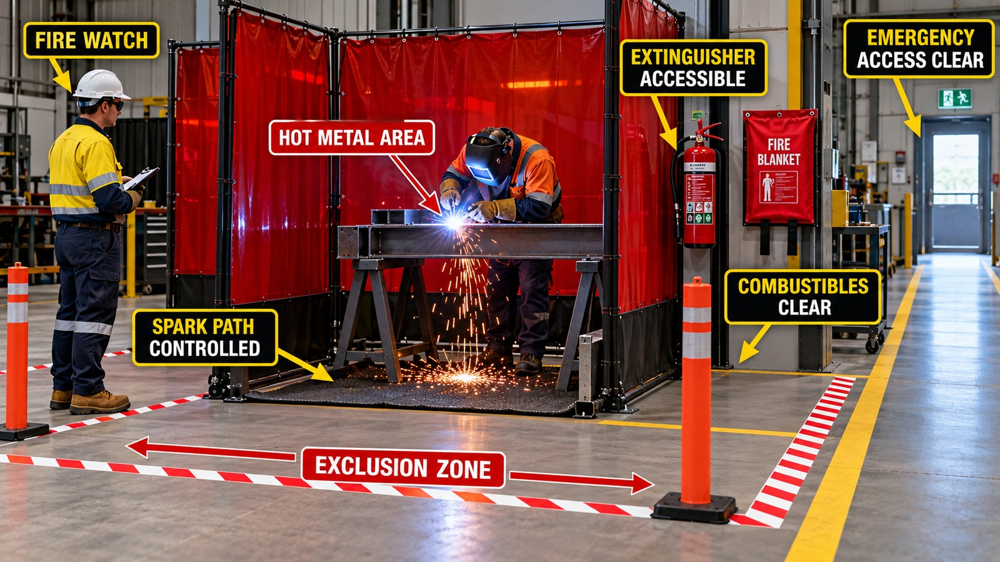 FIRE WATCH
EXTINGUISHER
ACCESSIBLE
EMERGENCY
ACCESS CLEAR
HOT METAL AREA
FIRE
BLANKET
COMBUSTIBLES
CLEAR
SPARK PATH
CONTROLLED
EXCLUSION ZONE